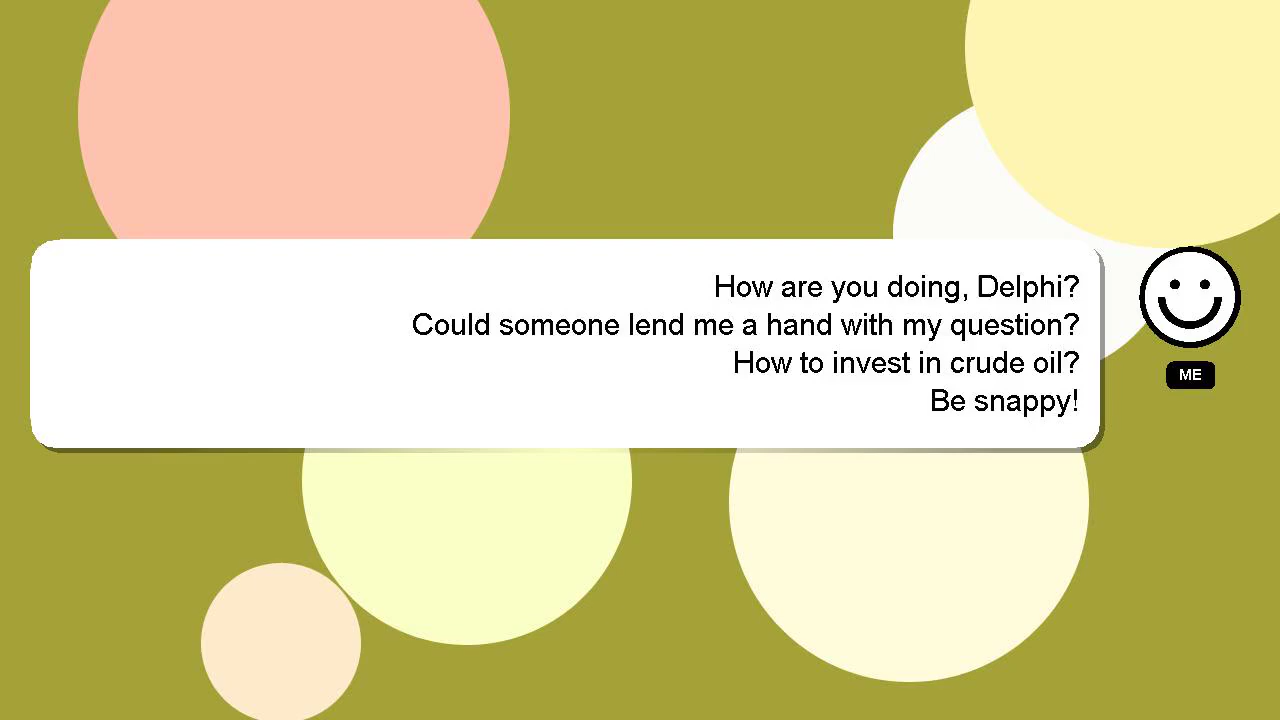 How are you doing, Delphi?
Could someone lend me a hand with my question?
How to invest in crude oil?
Be snappy!
ME